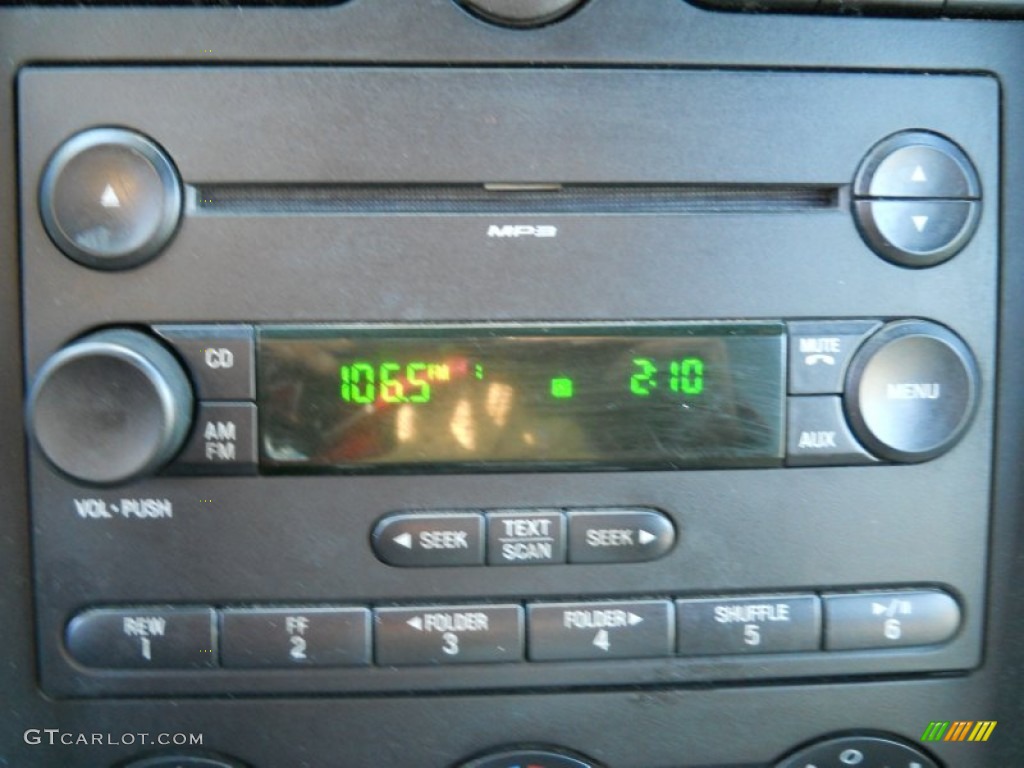 MP3
CD
AM
FM
106.5 FM 1
2:10
MUTE
AUX
MENU
VOL-PUSH
SEEK
TEXT
SCAN
SEEK
REW
1
FF
2
FOLDER
3
FOLDER
4
SHUFFLE
5
6
GTCARLOT.COM
O